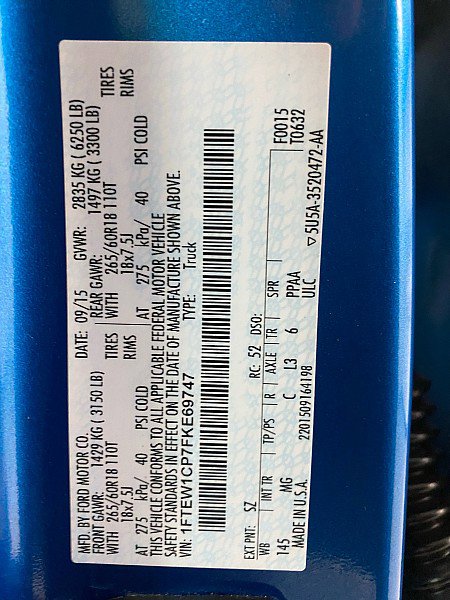 MFD. BY FORD MOTOR CO. DATE: 09/15 GVWR: 2835 KG ( 6250 LB)
FRONT GAWR: 1429 KG ( 3150 LB) REAR GAWR: 1497 KG ( 3300 LB)
265/60R18 110T TIRES WITH 265/60R18 110T TIRES
18x7.5J RIMS 18x7.5J RIMS
AT 275 kPa/ 40 PSI COLD AT 275 kPa/ 40 PSI COLD
THIS VEHICLE CONFORMS TO ALL APPLICABLE FEDERAL MOTOR VEHICLE
SAFETY STANDARDS IN EFFECT ON THE DATE OF MANUFACTURE SHOWN ABOVE.
VIN: 1FTEW1CP7FKE69747 Truck
F0015
T0632
EXT PNT: SZ RC: 52 DSO:
WB INT TR TP/PS R AXLE TR SPR
145 MG C L3 6 PPAA
ULC
MADE IN U.S.A. 2201509164198
▽5U5A-3520472-AA